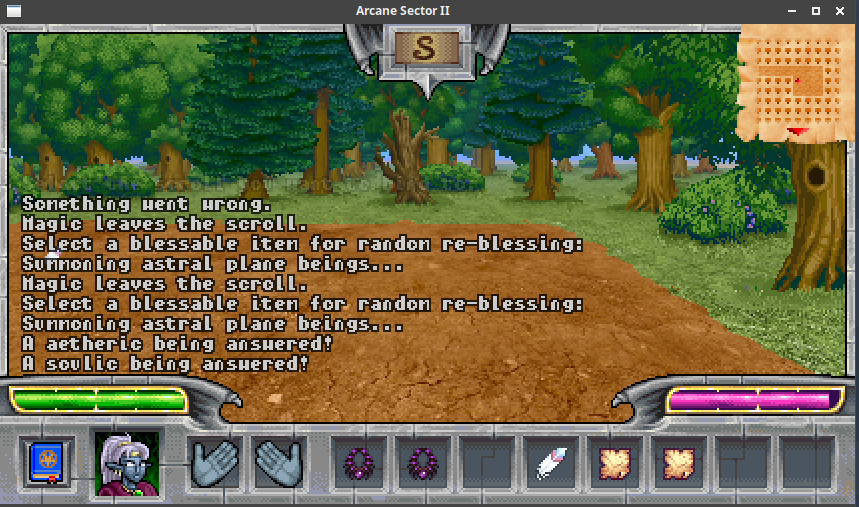 Arcane Sector II
S
Something went wrong.
Magic leaves the scroll.
Select a blessable item for random re-blessing:
Summoning astral plane beings...
Magic leaves the scroll.
Select a blessable item for random re-blessing:
Summoning astral plane beings...
A aetheric being answered!
A soulic being answered!